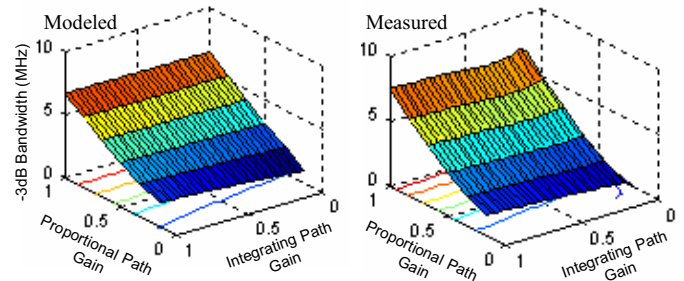 Modeled
-3dB Bandwidth (MHz)
10
5
0
1
0.5
0
Proportional Path
Gain
1
0.5
0
Integrating Path
Gain
Measured
10
5
0
1
0.5
0
Proportional Path
Gain
1
0.5
0
Integrating Path
Gain